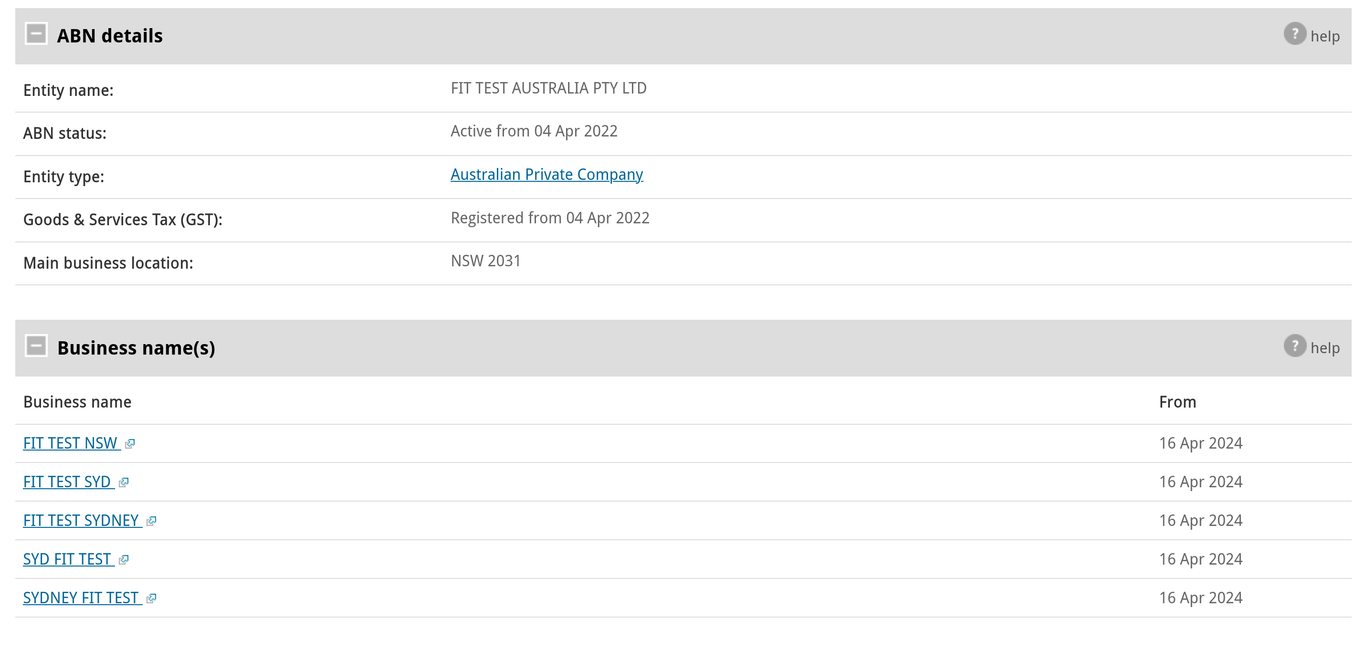 ABN details
? help
Entity name: FIT TEST AUSTRALIA PTY LTD
ABN status: Active from 04 Apr 2022
Entity type: Australian Private Company
Goods & Services Tax (GST): Registered from 04 Apr 2022
Main business location: NSW 2031
Business name(s)
? help
Business name From
FIT TEST NSW 16 Apr 2024
FIT TEST SYD 16 Apr 2024
FIT TEST SYDNEY 16 Apr 2024
SYD FIT TEST 16 Apr 2024
SYDNEY FIT TEST 16 Apr 2024